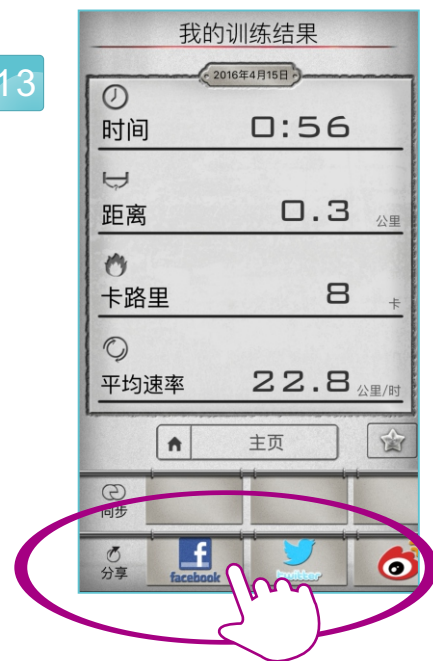 13
我的训练结果
2016年4月15日
时间 0:56
距离 0.3 公里
卡路里 8 卡
平均速率 22.8 公里/时
主页
同步
分享 facebook twitter